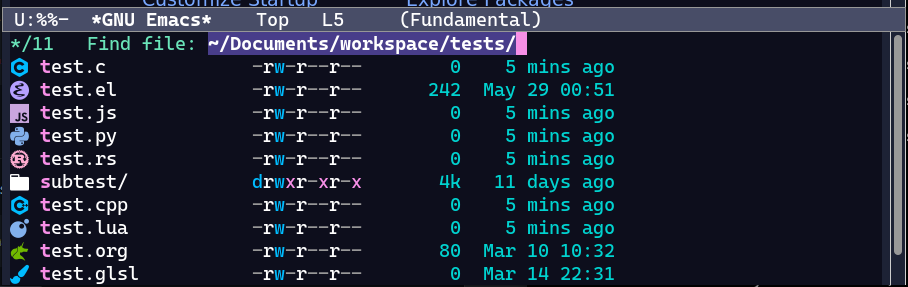 Customize Startup Explore Packages
U:%%- *GNU Emacs* Top L5 (Fundamental)
*/11 Find file: ~/Documents/workspace/tests/
test.c -rw-r--r-- 0 5 mins ago
test.el -rw-r--r-- 242 May 29 00:51
JS test.js -rw-r--r-- 0 5 mins ago
test.py -rw-r--r-- 0 5 mins ago
test.rs -rw-r--r-- 0 5 mins ago
subtest/ drwxr-xr-x 4k 11 days ago
test.cpp -rw-r--r-- 0 5 mins ago
test.lua -rw-r--r-- 0 5 mins ago
test.org -rw-r--r-- 80 Mar 10 10:32
test.glsl -rw-r--r-- 0 Mar 14 22:31